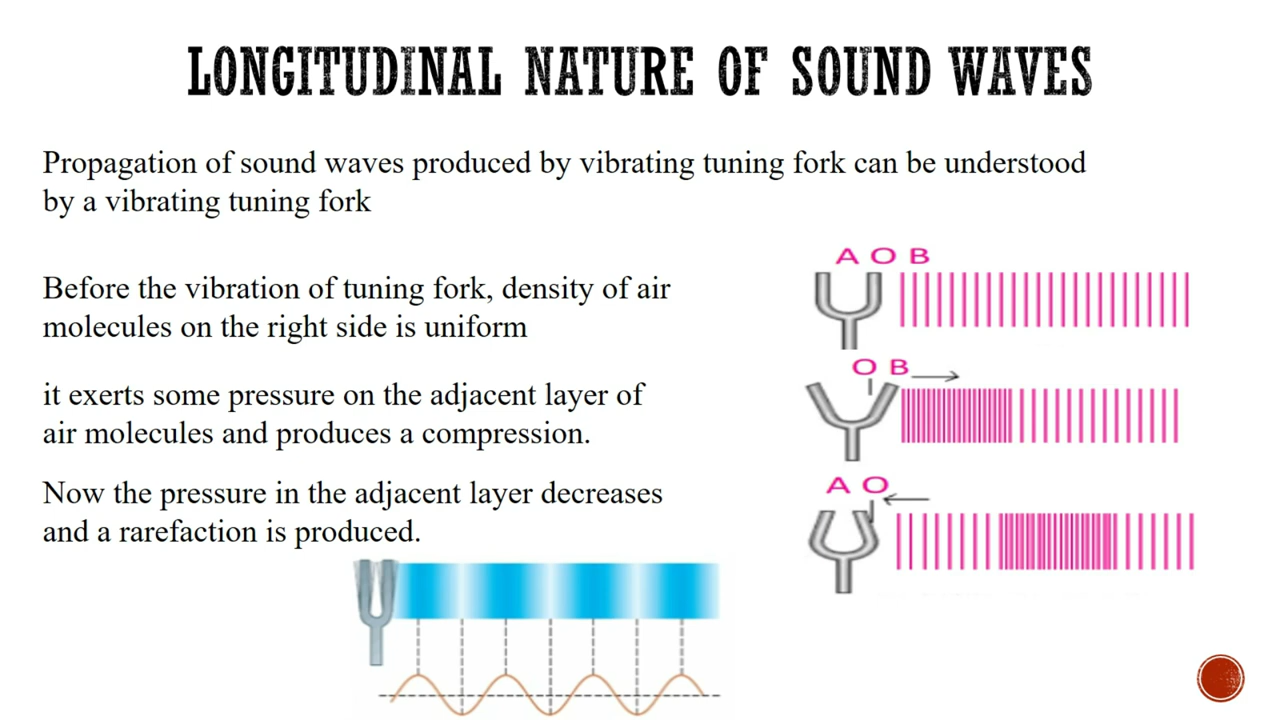 LONGITUDINAL NATURE OF SOUND WAVES
Propagation of sound waves produced by vibrating tuning fork can be understood
by a vibrating tuning fork
Before the vibration of tuning fork, density of air
molecules on the right side is uniform
it exerts some pressure on the adjacent layer of
air molecules and produces a compression.
Now the pressure in the adjacent layer decreases
and a rarefaction is produced.
A O B
O B
A O